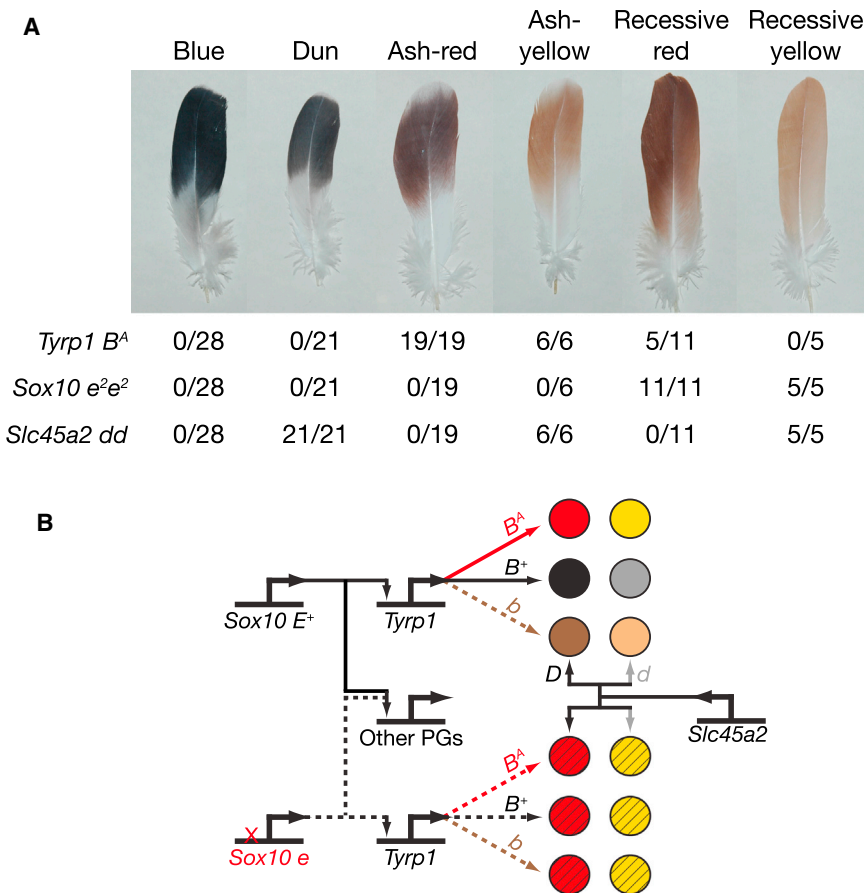 A
Blue Dun Ash-red Ash-yellow Recessive red Recessive yellow
Tyrp1 Bᴬ 0/28 0/21 19/19 6/6 5/11 0/5
Sox10 e²e² 0/28 0/21 0/19 0/6 11/11 5/5
Slc45a2 dd 0/28 21/21 0/19 6/6 0/11 5/5
B
Bᴬ
B⁺
b
Sox10 E⁺ Tyrp1
D d
Other PGs Slc45a2
Bᴬ
B⁺
b
X
Sox10 e Tyrp1